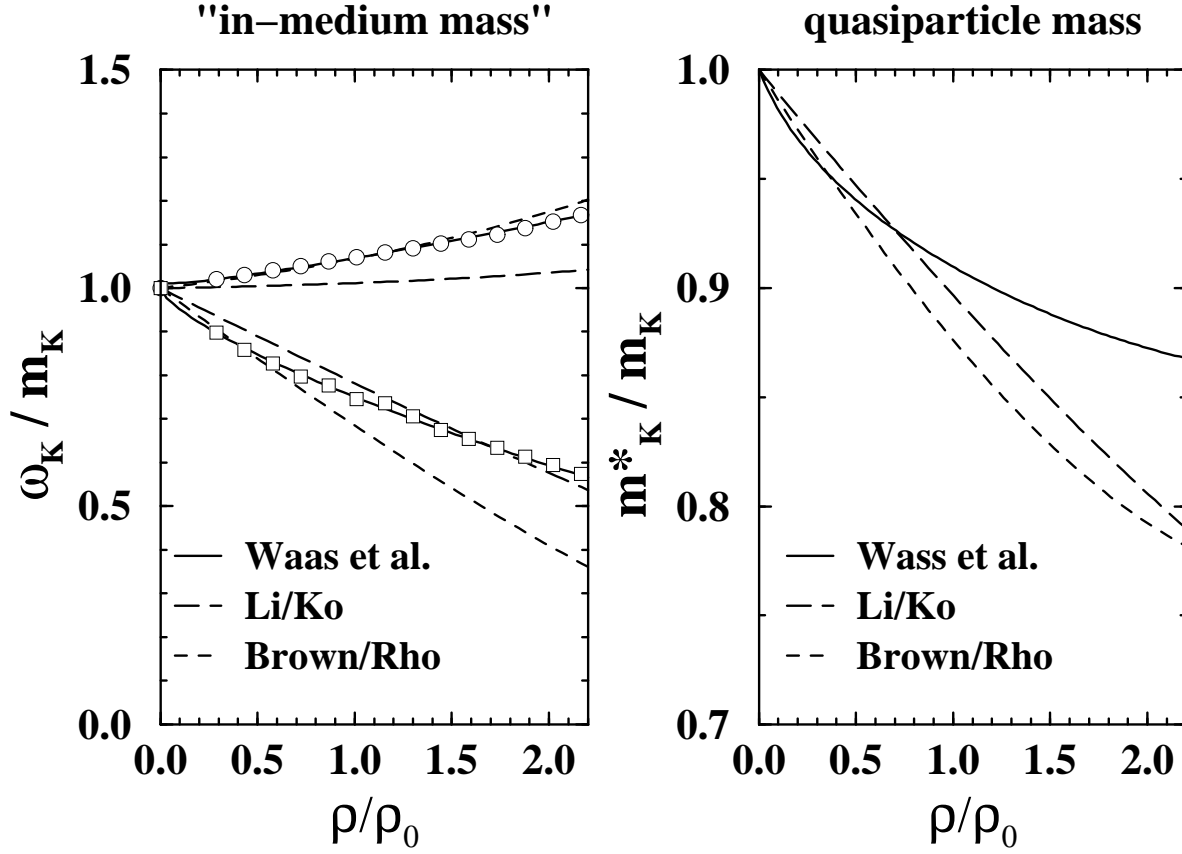 "in−medium mass"
1.5
1.0
0.5
0.0
ω_K / m_K
Waas et al.
Li/Ko
Brown/Rho
0.0 0.5 1.0 1.5 2.0
ρ/ρ_0
quasiparticle mass
1.0
0.9
0.8
0.7
m*_K / m_K
Wass et al.
Li/Ko
Brown/Rho
0.0 0.5 1.0 1.5 2.0
ρ/ρ_0